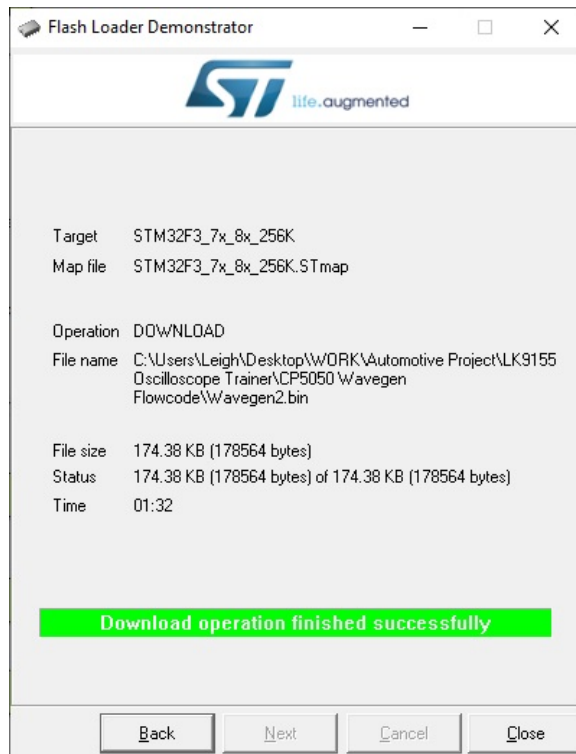 Flash Loader Demonstrator
ST life.augmented
Target STM32F3_7x_8x_256K
Map file STM32F3_7x_8x_256K.STmap
Operation DOWNLOAD
File name C:\Users\Leigh\Desktop\WORK\Automotive Project\LK9155
Oscilloscope Trainer\CP5050 Wavegen
Flowcode\Wavegen2.bin
File size 174.38 KB (178564 bytes)
Status 174.38 KB (178564 bytes) of 174.38 KB (178564 bytes)
Time 01:32
Download operation finished successfully
Back Next Cancel Close